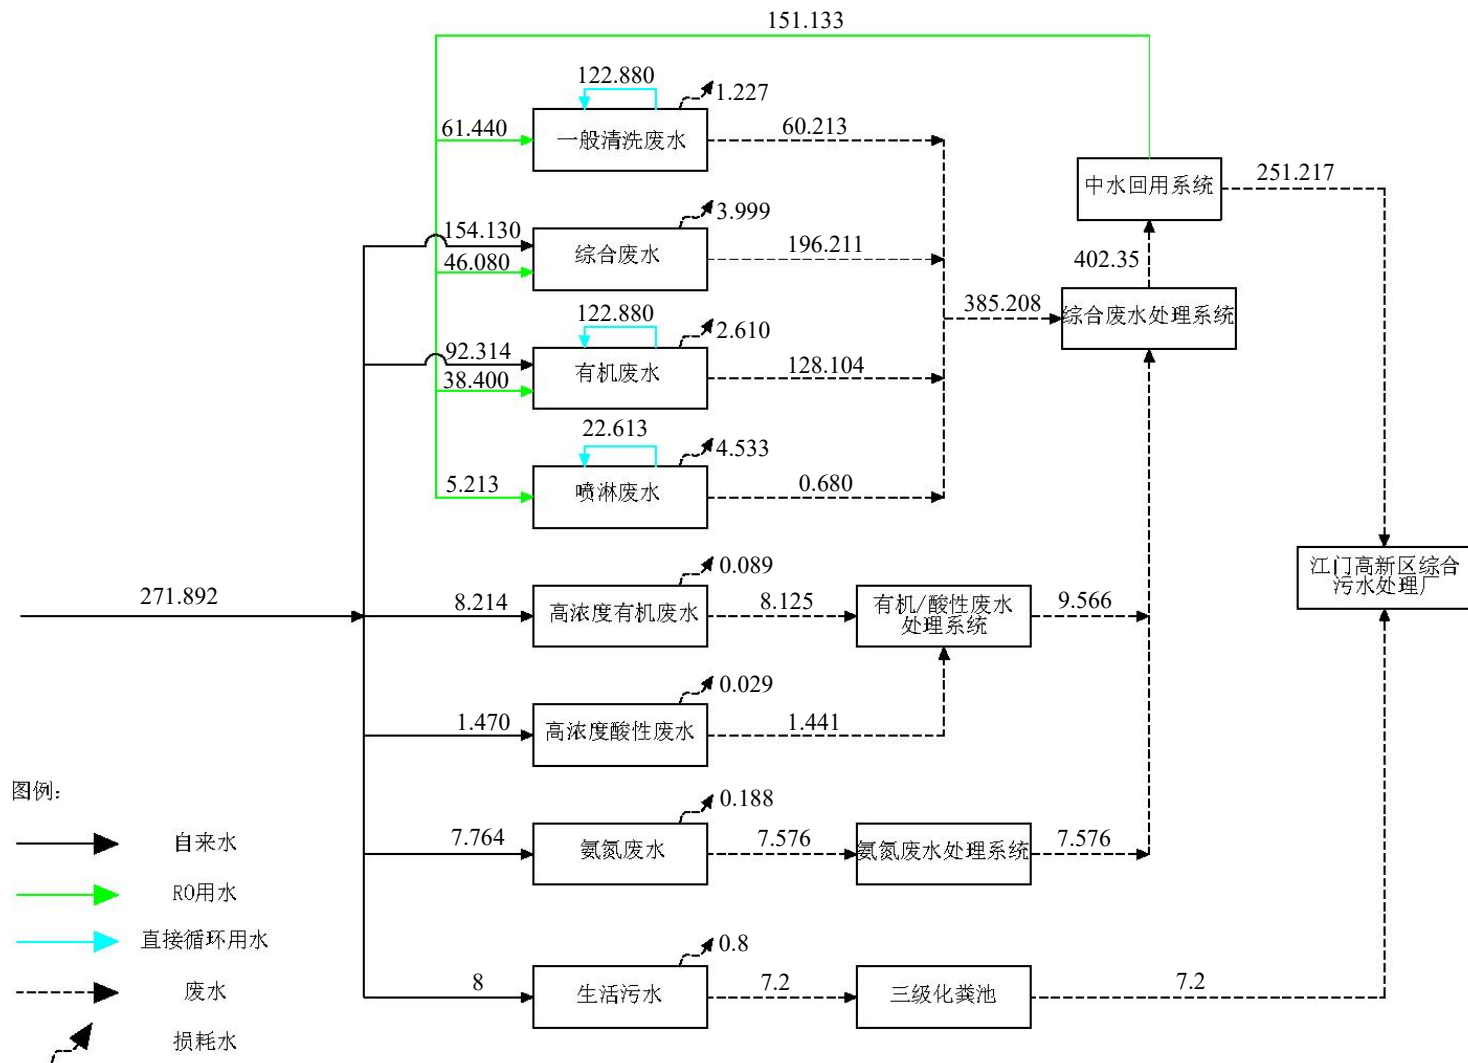 151.133
122.880
1.227
61.440
一般清洗废水
60.213
中水回用系统
251.217
3.999
154.130
综合废水
196.211
46.080
402.35
122.880
2.610
385.208
综合废水处理系统
92.314
有机废水
128.104
38.400
22.613
4.533
5.213
喷淋废水
0.680
271.892
0.089
8.214
高浓度有机废水
8.125
有机/酸性废水
处理系统
9.566
江门高新区综合
污水处理厂
0.029
1.470
高浓度酸性废水
1.441
0.188
7.764
氨氮废水
7.576
氨氮废水处理系统
7.576
0.8
8
生活污水
7.2
三级化粪池
7.2
图例：
自来水
RO用水
直接循环用水
废水
损耗水